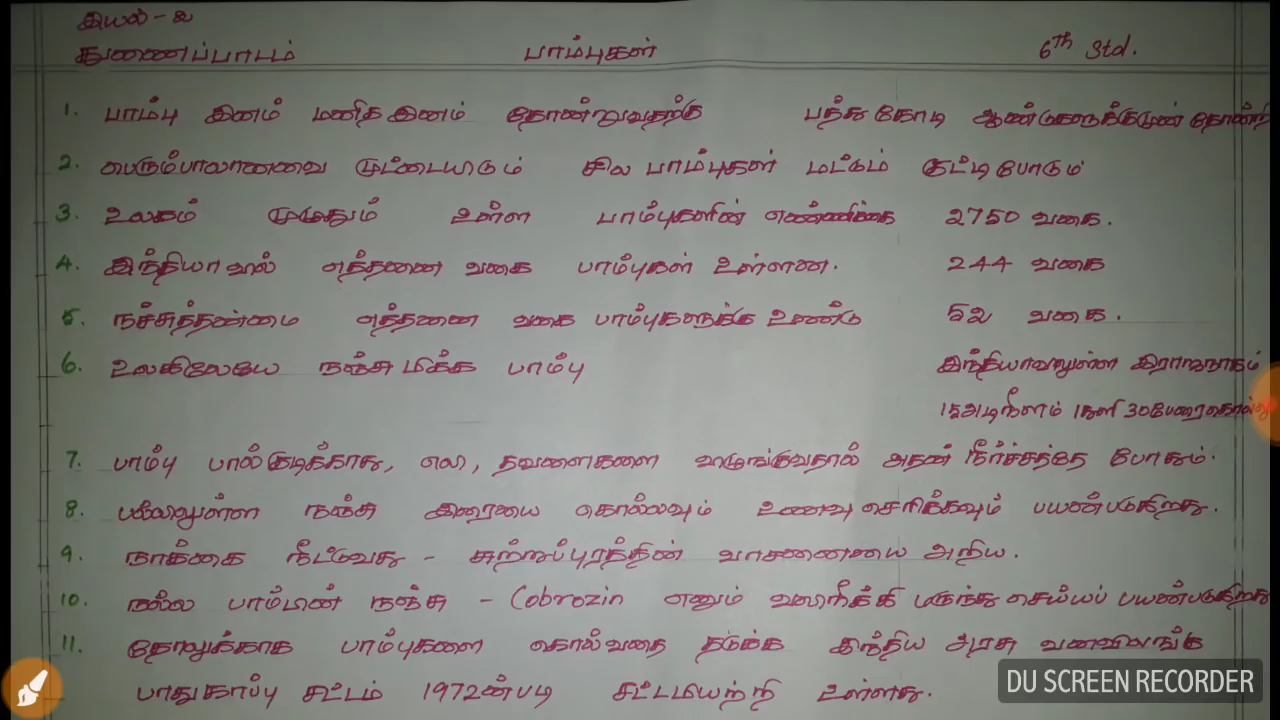 இயல் - ๒
துணைப்பாடம் பாம்புகள் 6th Std.
1. பாம்பு இனம் மனித இனம் தோன்றுவதற்கு பத்து கோடி ஆண்டுகளுக்குமுன் தோன்றி
2. பெரும்பாலானவை முட்டையிடும் சில பாம்புகள் மட்டும் குட்டி போடும்
3. உலகம் முழுதும் உள்ள பாம்புகளின் எண்ணிக்கை 2750 வகை.
4. இந்தியாவில் எத்தனை வகை பாம்புகள் உள்ளன. 244 வகை
5. நச்சுத்தன்மை எத்தனை வகை பாம்புகளுக்கு உண்டு 52 வகை.
6. உலகிலேயே நஞ்சு மிக்க பாம்பு இந்தியாவிலுள்ள இராஜநாகம்
15அடிநீளம் 1துளி 30பேரைகொல்லு
7. பாம்பு பால் குடிக்காது, எலி, தவளைகளை விழுங்குவதால் அதன் நீர்ச்சத்தே போதும்.
8. பல்லிலுள்ள நஞ்சு இரையை கொல்லவும் உணவு செரிக்கவும் பயன்படுகிறது.
9. நாக்கை நீட்டுவது - சுற்றுப்புரத்தின் வாசனையை அறிய.
10. நல்ல பாம்பின் நஞ்சு - Cobrozin எனும் வலிநீக்கி மருந்து செய்யப் பயன்படுகிறது
11. தோலுக்காக பாம்புகளை கொல்வதை தடுக்க இந்திய அரசு வனவிலங்கு
பாதுகாப்பு சட்டம் 1972ன்படி சட்டமியற்றி உள்ளது.
DU SCREEN RECORDER